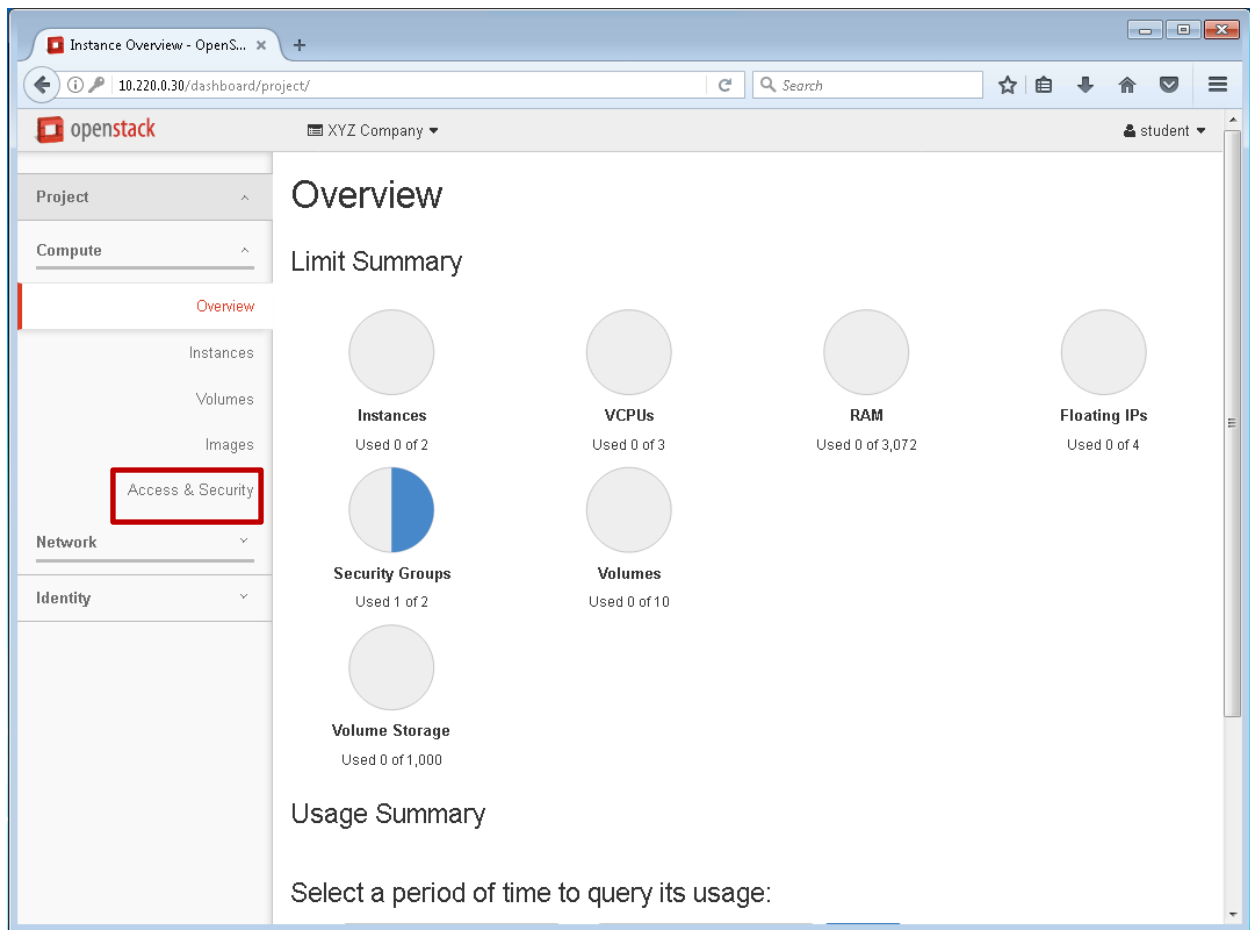 Instance Overview - OpenS...
10.220.0.30/dashboard/project/
Search
openstack
XYZ Company
student
Project
Compute
Overview
Instances
Volumes
Images
Access & Security
Network
Identity
Overview
Limit Summary
Instances
Used 0 of 2
VCPUs
Used 0 of 3
RAM
Used 0 of 3,072
Floating IPs
Used 0 of 4
Security Groups
Used 1 of 2
Volumes
Used 0 of 10
Volume Storage
Used 0 of 1,000
Usage Summary
Select a period of time to query its usage: